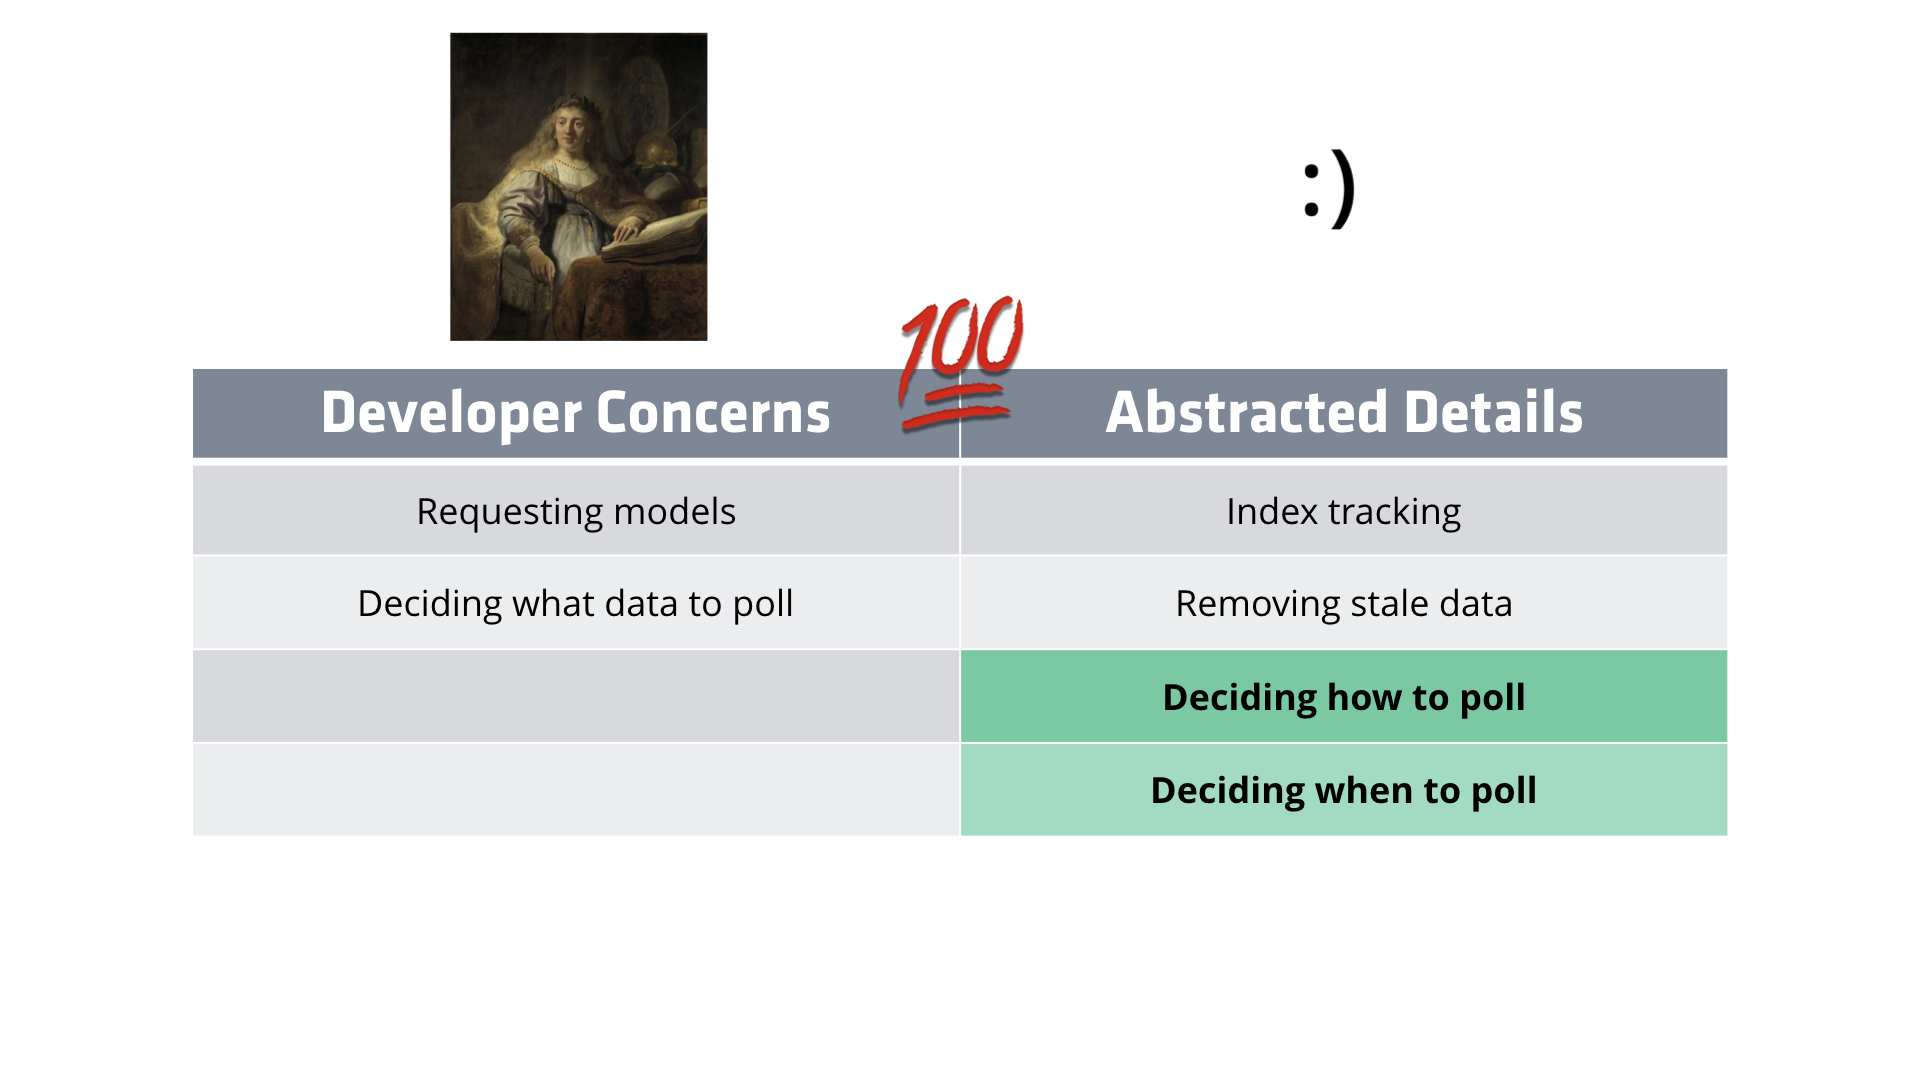 :)
💯
Developer Concerns Abstracted Details
Requesting models Index tracking
Deciding what data to poll Removing stale data
Deciding how to poll
Deciding when to poll